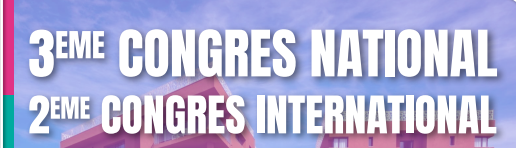 3EME CONGRES NATIONAL
2EME CONGRES INTERNATIONAL